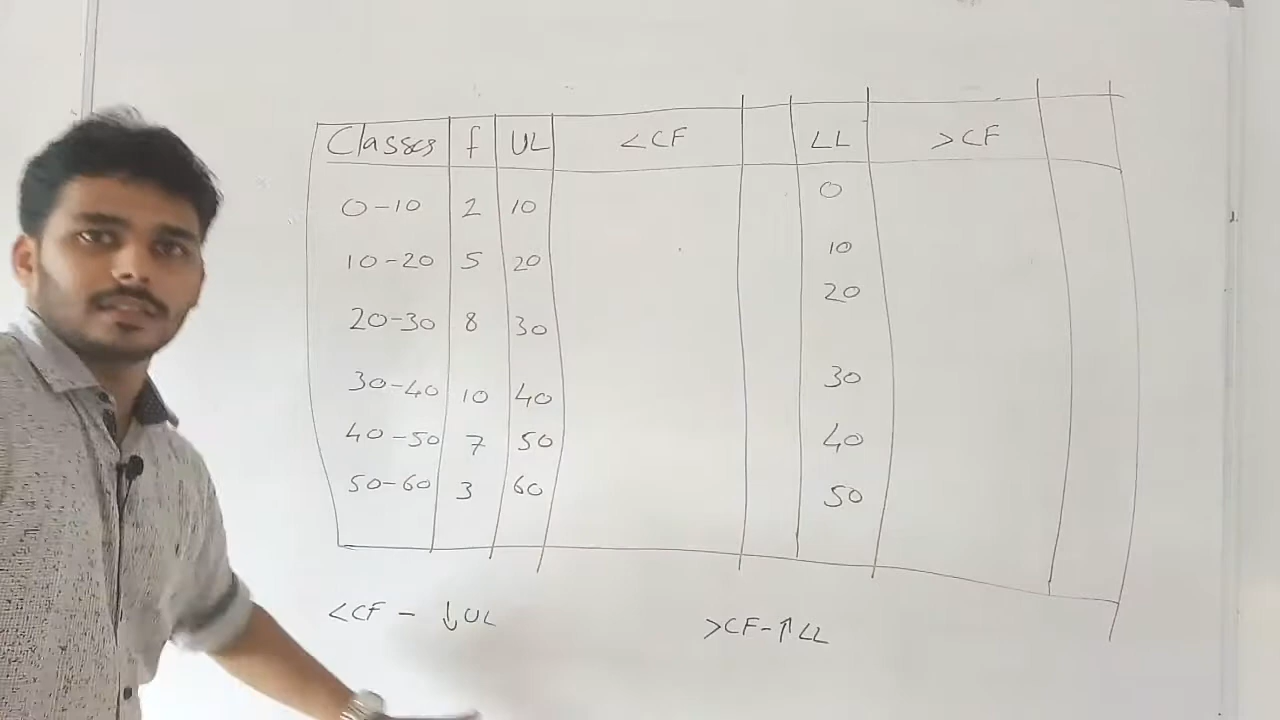 Classes f UL <CF LL >CF
0-10 2 10 0
10-20 5 20 10
20-30 8 30 20
30-40 10 40 30
40-50 7 50 40
50-60 3 60 50
<CF - ↓UL >CF-↑LL